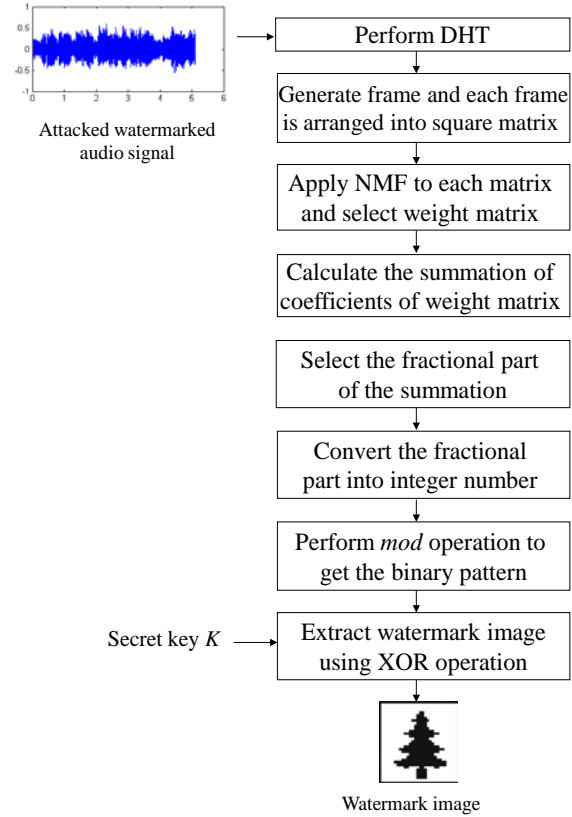 1
0.5
0
-0.5
-1
0 1 2 3 4 5 6
Attacked watermarked
audio signal
Perform DHT
Generate frame and each frame
is arranged into square matrix
Apply NMF to each matrix
and select weight matrix
Calculate the summation of
coefficients of weight matrix
Select the fractional part
of the summation
Convert the fractional
part into integer number
Perform mod operation to
get the binary pattern
Secret key K
Extract watermark image
using XOR operation
Watermark image